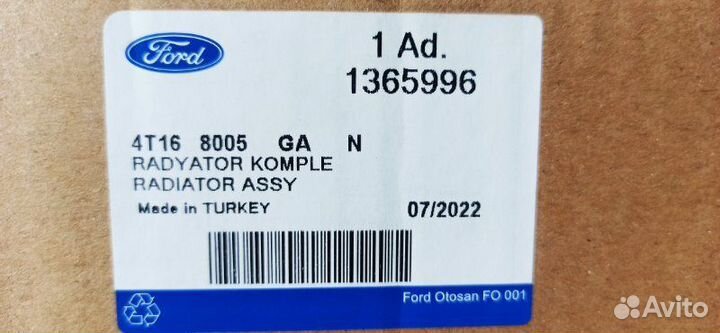 Ford
1 Ad.
1365996
4T16 8005 GA N
RADYATOR KOMPLE
RADIATOR ASSY
Made in TURKEY
07/2022
Ford Otosan FO 001
Avito